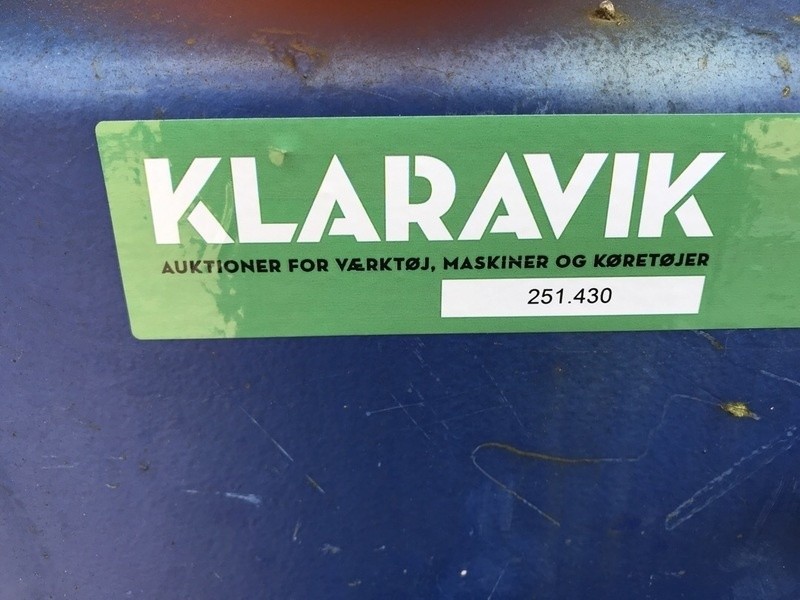 KLARAVIK
AUKTIONER FOR VÆRKTØJ, MASKINER OG KØRETØJER
251.430